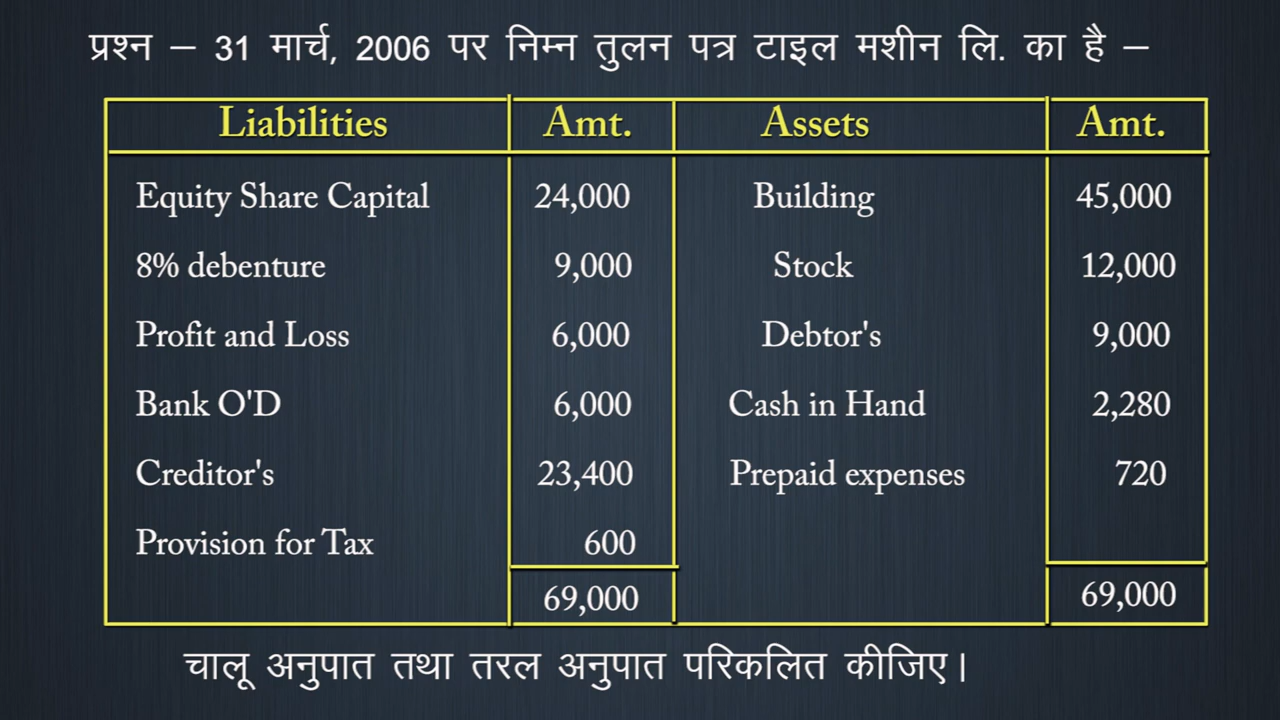 प्रश्न – 31 मार्च, 2006 पर निम्न तुलन पत्र टाइल मशीन लि. का है –
Liabilities Amt. Assets Amt.
Equity Share Capital 24,000 Building 45,000
8% debenture 9,000 Stock 12,000
Profit and Loss 6,000 Debtor's 9,000
Bank O'D 6,000 Cash in Hand 2,280
Creditor's 23,400 Prepaid expenses 720
Provision for Tax 600
69,000 69,000
चालू अनुपात तथा तरल अनुपात परिकलित कीजिए।